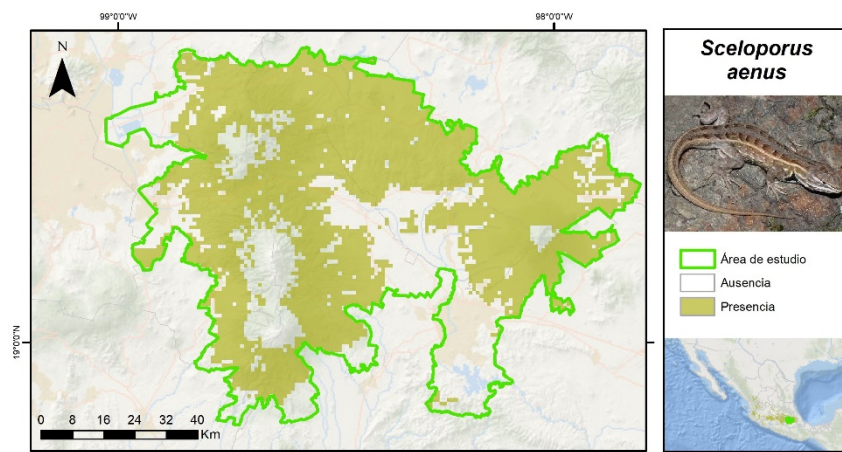 99°0'0"W
98°0'0"W
N
19°0'0"N
0 8 16 24 32 40
Km
Sceloporus
aenus
Área de estudio
Ausencia
Presencia